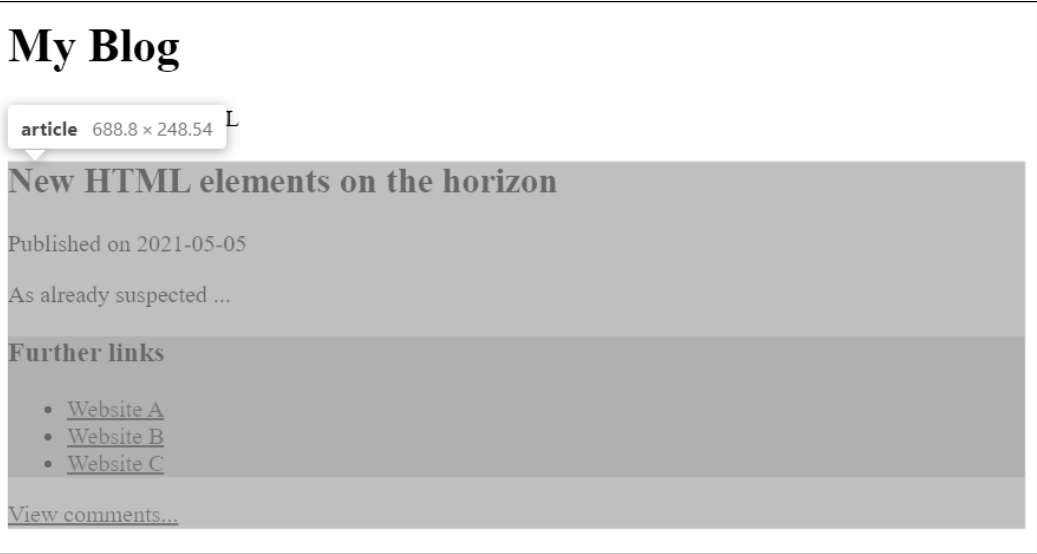 My Blog
L
article 688.8 × 248.54
New HTML elements on the horizon
Published on 2021-05-05
As already suspected ...
Further links
Website A
Website B
Website C
View comments...